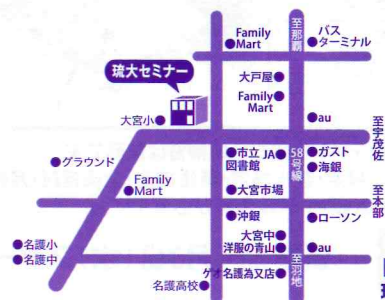 Family
Mart
至那覇
バス
ターミナル
琉大セミナー
大戸屋
Family
Mart
大宮小
au
至宇茂佐
グラウンド
市立
図書館
JA
58号線
ガスト
海銀
Family
Mart
大宮市場
至本部
沖銀
ローソン
名護小
名護中
大宮中
洋服の青山
au
至羽地
ゲオ名護為又店
名護高校